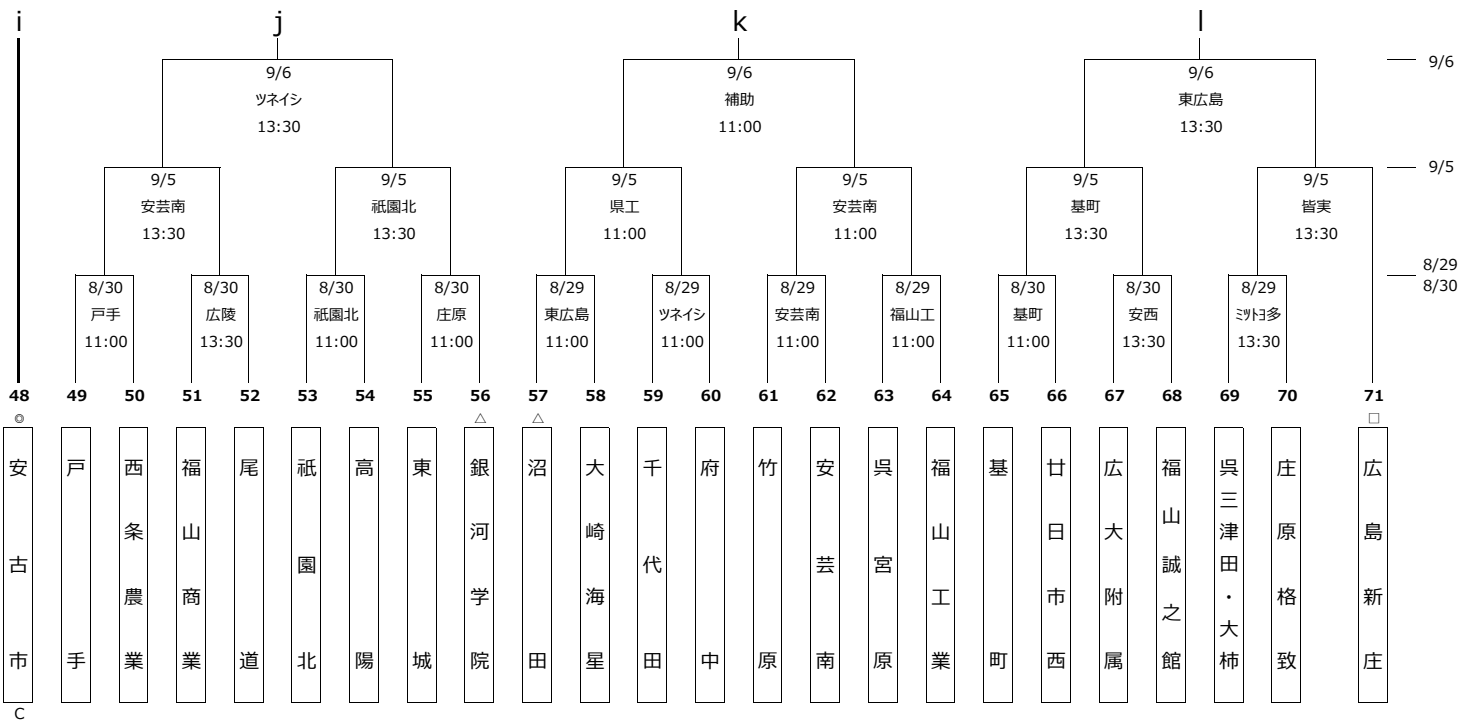 i j k l
9/6 9/6 9/6 9/6
ツネイシ 補助 東広島
13:30 11:00 13:30
9/5 9/5 9/5 9/5 9/5 9/5 9/5
安芸南 祇園北 県工 安芸南 基町 皆実
13:30 13:30 11:00 11:00 13:30 13:30
8/29
8/30
8/30 8/30 8/30 8/30 8/29 8/29 8/29 8/29 8/30 8/30 8/29
戸手 広陵 祇園北 庄原 東広島 ツネイシ 安芸南 福山工 基町 安西 ミツトヨ多
11:00 13:30 11:00 11:00 11:00 11:00 11:00 11:00 11:00 13:30 13:30
48 49 50 51 52 53 54 55 56 57 58 59 60 61 62 63 64 65 66 67 68 69 70 71
◎ △ △ □
安古市
戸手
西条農業
福山商業
尾道
祇園北
高陽
東城
銀河学院
沼田
大崎海星
千代田
府中
竹原
安芸南
呉宮原
福山工業
基町
廿日市西
広大附属
福山誠之館
呉三津田・大柿
庄原格致
広島新庄
C